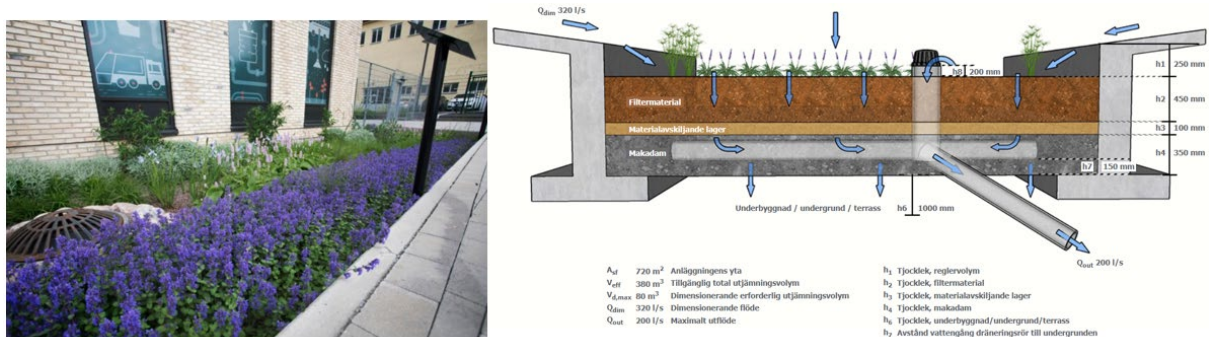 Qdim 320 l/s
h1 250 mm
h8 200 mm
Filtermaterial
h2 450 mm
Materialavskiljande lager
h3 100 mm
Makadam
h4 350 mm
h7 150 mm
Underbyggnad / undergrund / terrass
h6 1000 mm
Qout 200 l/s
Asf 720 m² Anläggningens yta
Veff 380 m³ Tillgänglig total utjämningsvolym
Vd,max 80 m³ Dimensionerande erforderlig utjämningsvolym
Qdim 320 l/s Dimensionerande flöde
Qout 200 l/s Maximalt utflöde
h1 Tjocklek, reglervolym
h2 Tjocklek, filtermaterial
h3 Tjocklek, materialavskiljande lager
h4 Tjocklek, makadam
h6 Tjocklek, underbyggnad/undergrund/terrass
h7 Avstånd vattengång dräneringsrör till undergrunden